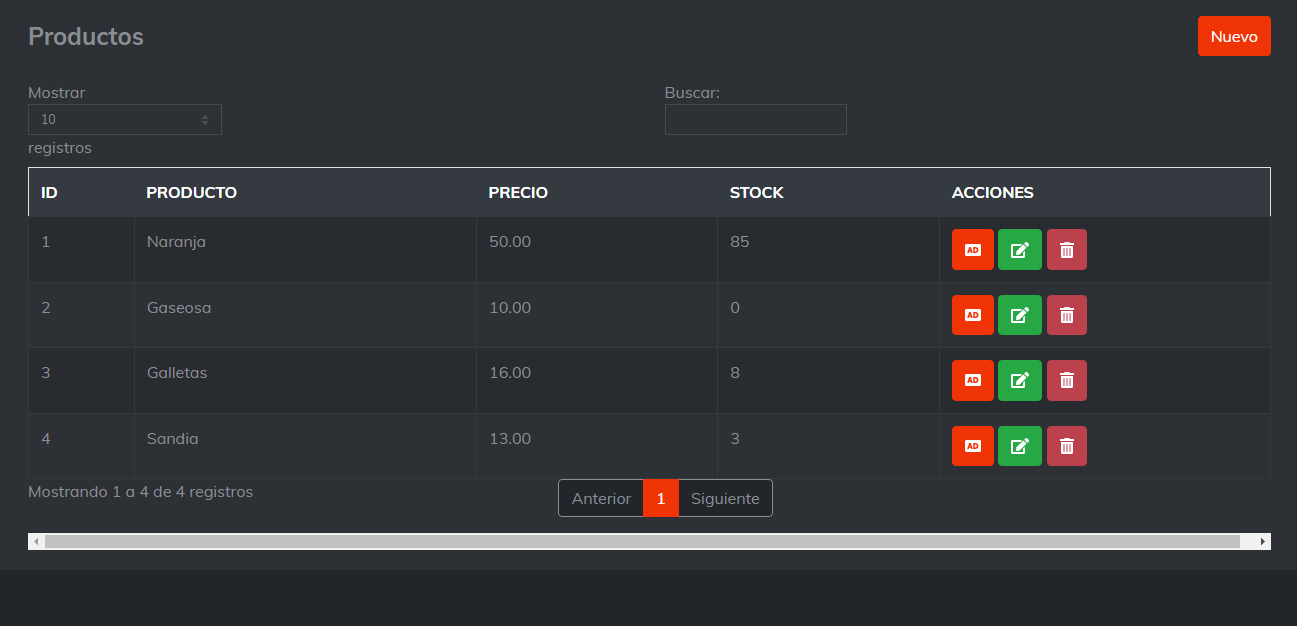 Productos
Nuevo
Mostrar
Buscar:
10
registros
ID PRODUCTO PRECIO STOCK ACCIONES
1 Naranja 50.00 85 AD
2 Gaseosa 10.00 0 AD
3 Galletas 16.00 8 AD
4 Sandia 13.00 3 AD
Mostrando 1 a 4 de 4 registros
Anterior 1 Siguiente